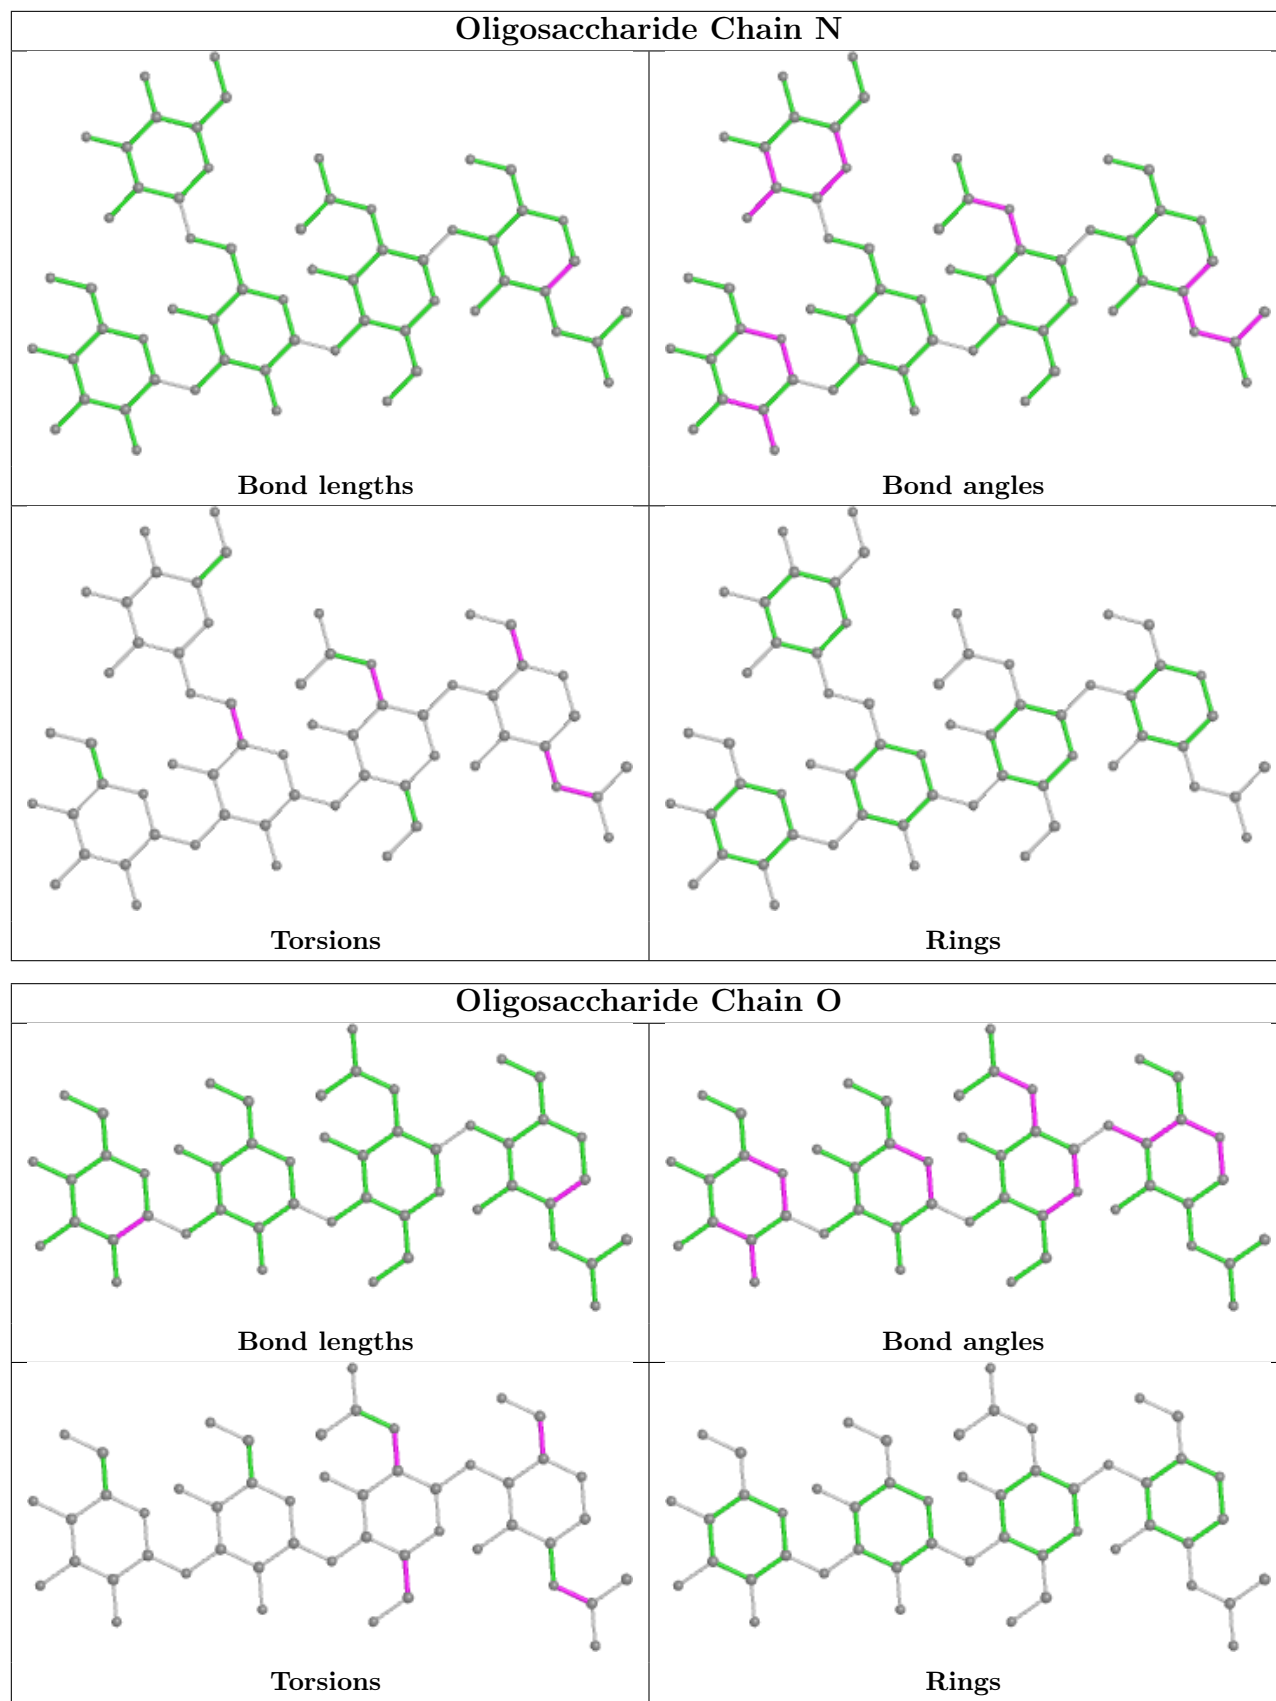 Oligosaccharide Chain N
Bond lengths
Bond angles
Torsions
Rings
Oligosaccharide Chain O
Bond lengths
Bond angles
Torsions
Rings